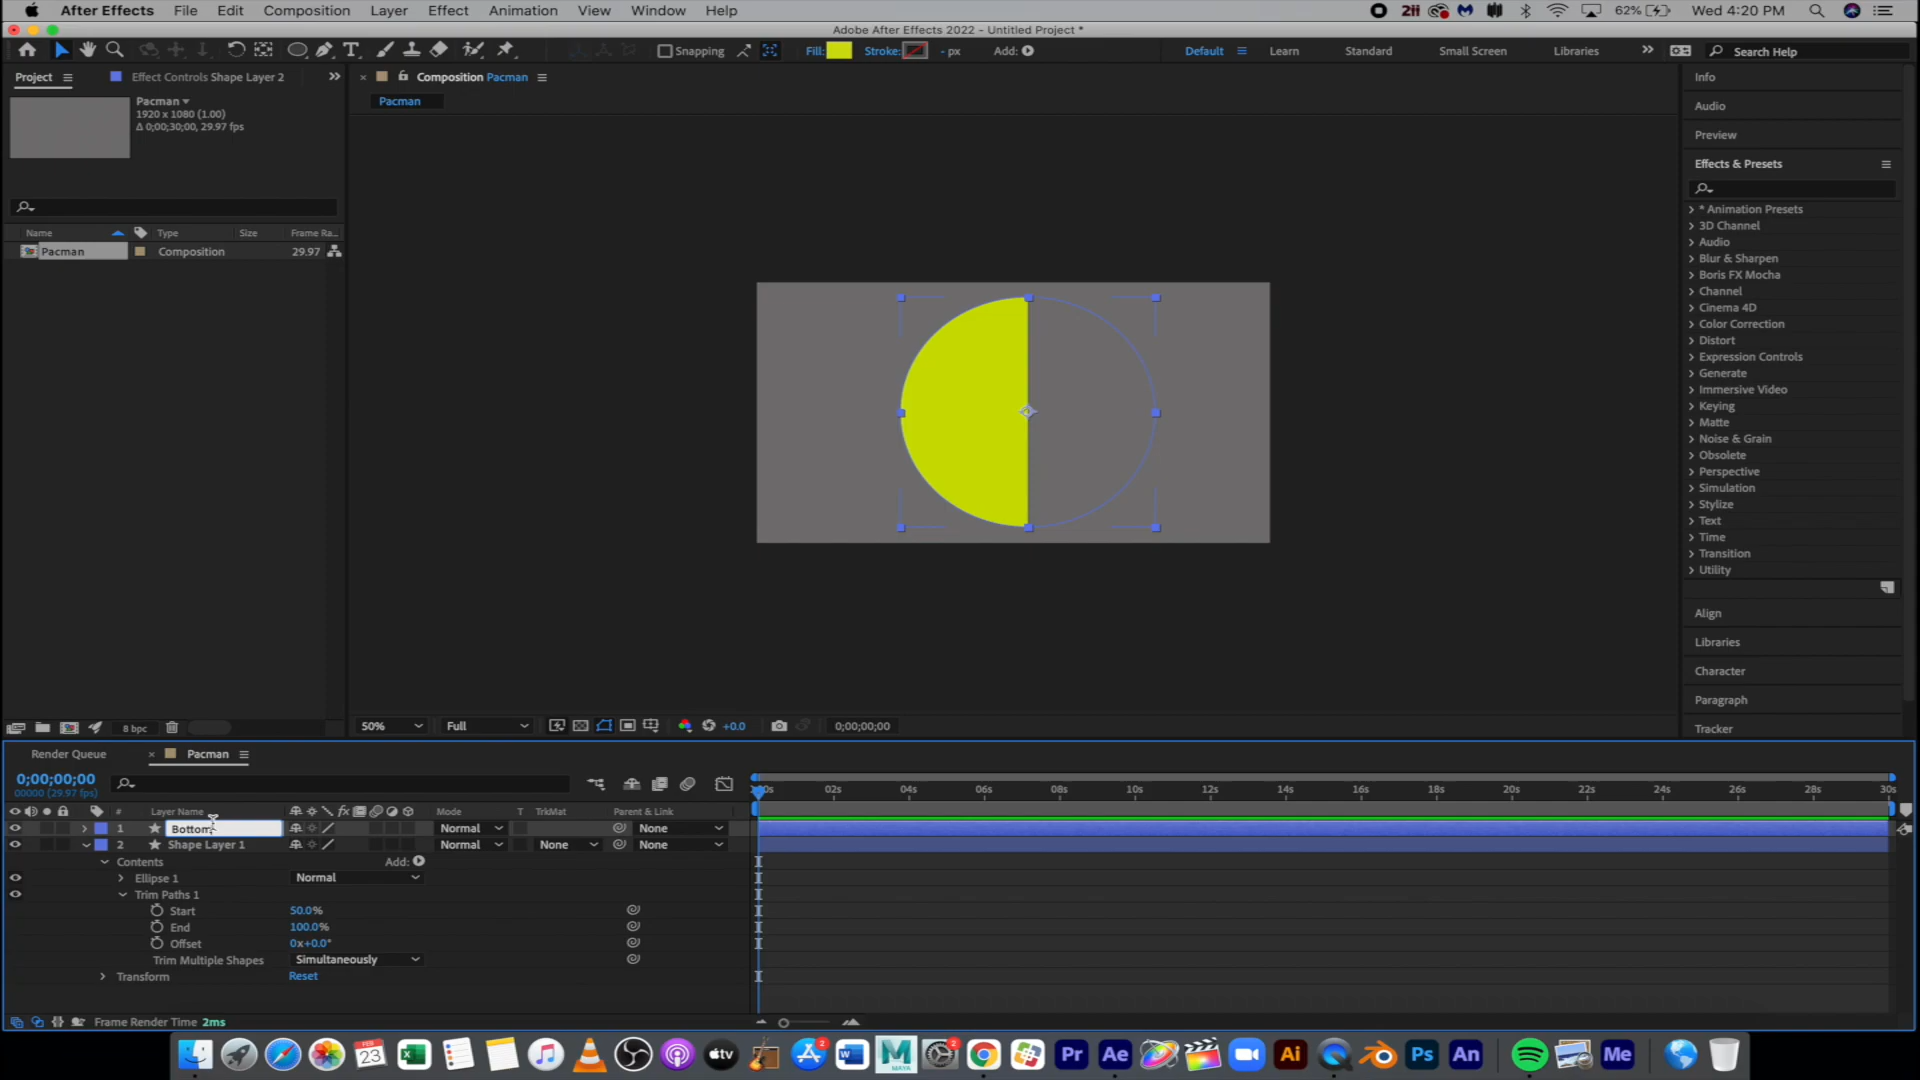 After Effects File Edit Composition Layer Effect Animation View Window Help 2ii 62% Wed 4:20 PM
Adobe After Effects 2022 - Untitled Project *
Snapping Fill: Stroke: - px Add: Default Learn Standard Small Screen Libraries Search Help
Project Effect Controls Shape Layer 2 Composition Pacman Info
Pacman
1920 x 1080 (1.00)
Δ 0;00;30;00, 29.97 fps
Pacman
Audio
Preview
Effects & Presets
Name Type Size Frame Ra...
Pacman Composition 29.97
* Animation Presets
3D Channel
Audio
Blur & Sharpen
Boris FX Mocha
Channel
Cinema 4D
Color Correction
Distort
Expression Controls
Generate
Immersive Video
Keying
Matte
Noise & Grain
Obsolete
Perspective
Simulation
Stylize
Text
Time
Transition
Utility
Align
Libraries
Character
Paragraph
Tracker
8 bpc 50% Full +0.0 0;00;00;00
Render Queue Pacman
0;00;00;00
00000 (29.97 fps)
02s 04s 06s 08s 10s 12s 14s 16s 18s 20s 22s 24s 26s 28s 30s
# Layer Name fx Mode T TrkMat Parent & Link
1 Bottom Normal None
2 Shape Layer 1 Normal None None
Contents Add:
Ellipse 1 Normal
Trim Paths 1
Start 50.0%
End 100.0%
Offset 0x+0.0°
Trim Multiple Shapes Simultaneously
Transform Reset
Frame Render Time 2ms
FEB 23 tv 2 W MAYA 2 Pr Ae Ai Ps An Me